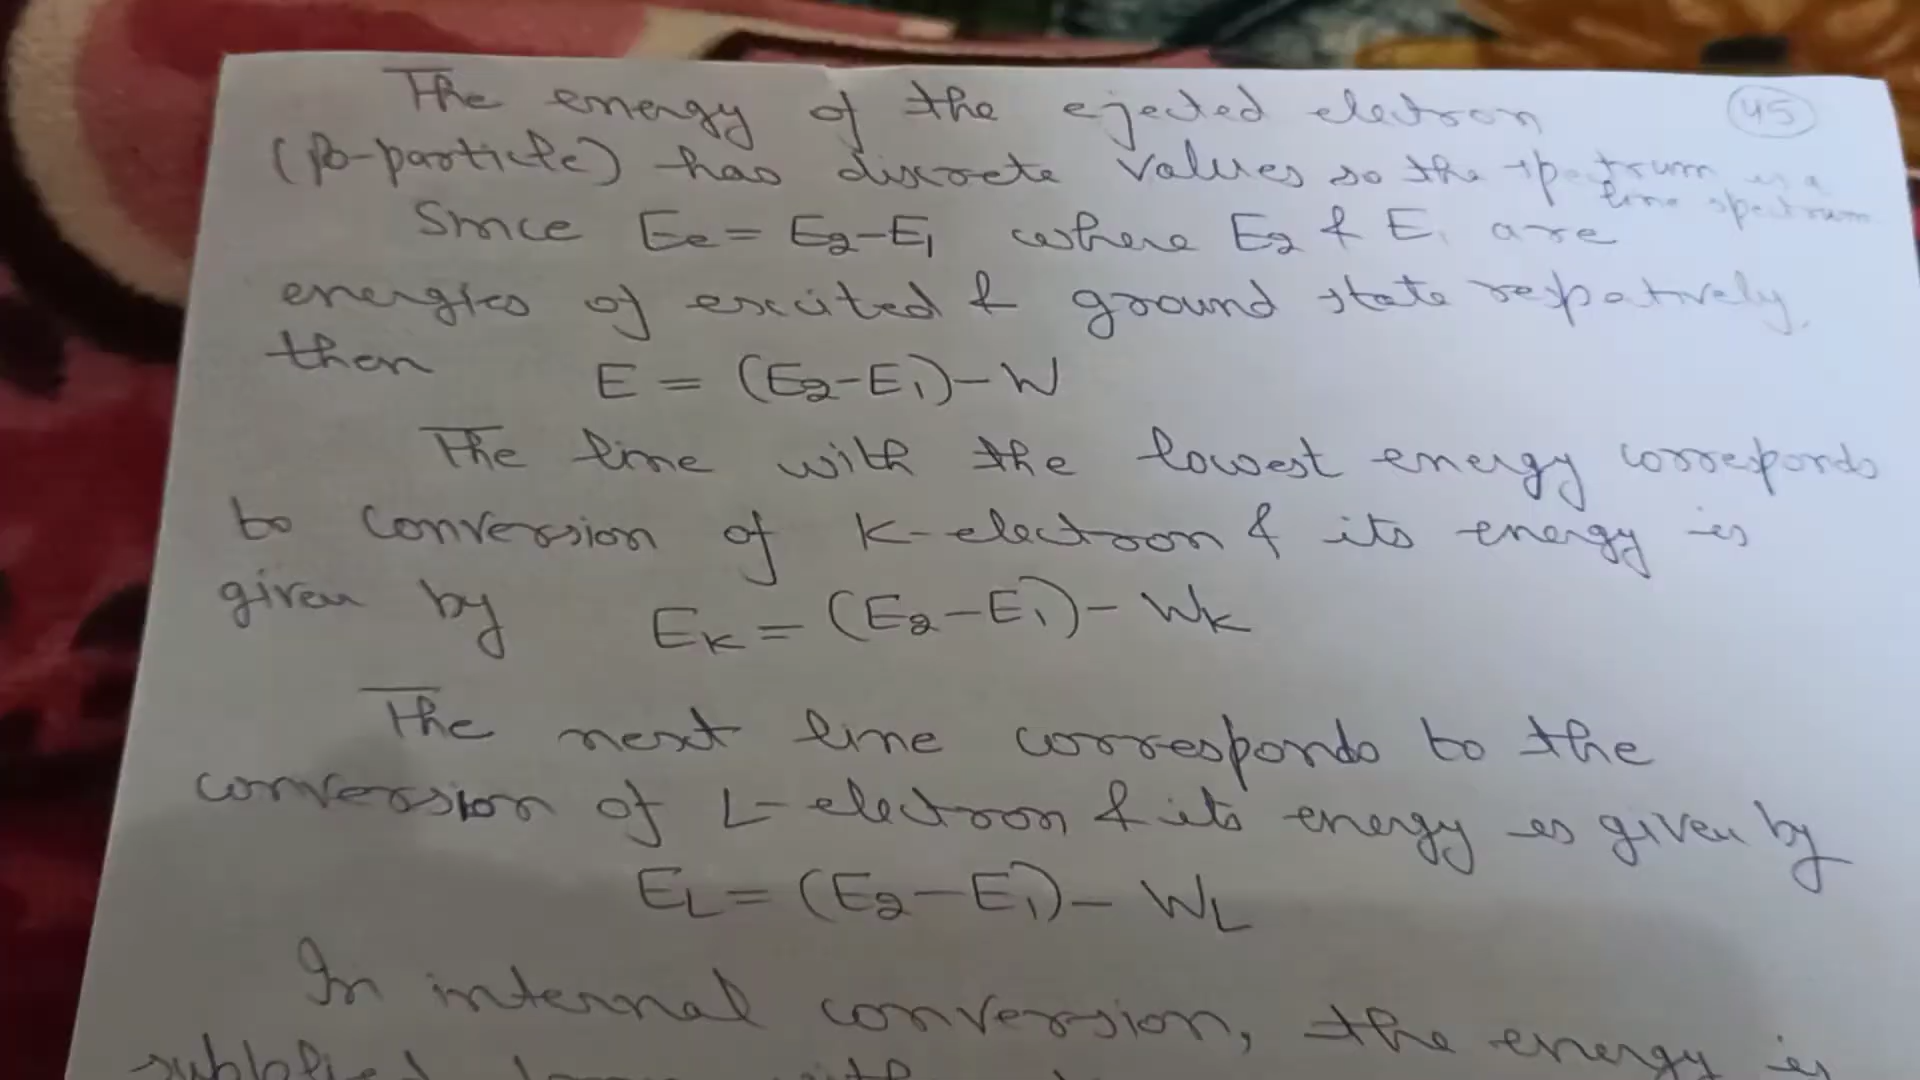 The energy of the ejected electron
45
(β-particle) has discrete values so the spectrum is a
line spectrum
Since Ee = E2-E1 where E2 & E1 are
energies of excited & ground state respatively.
then E = (E2-E1)-W
The line with the lowest energy corresponds
to conversion of K-electron & its energy is
given by EK = (E2-E1)- WK
The next line corresponds to the
conversion of L-electron & its energy is given by
EL = (E2-E1)- WL
In internal conversion, the energy is